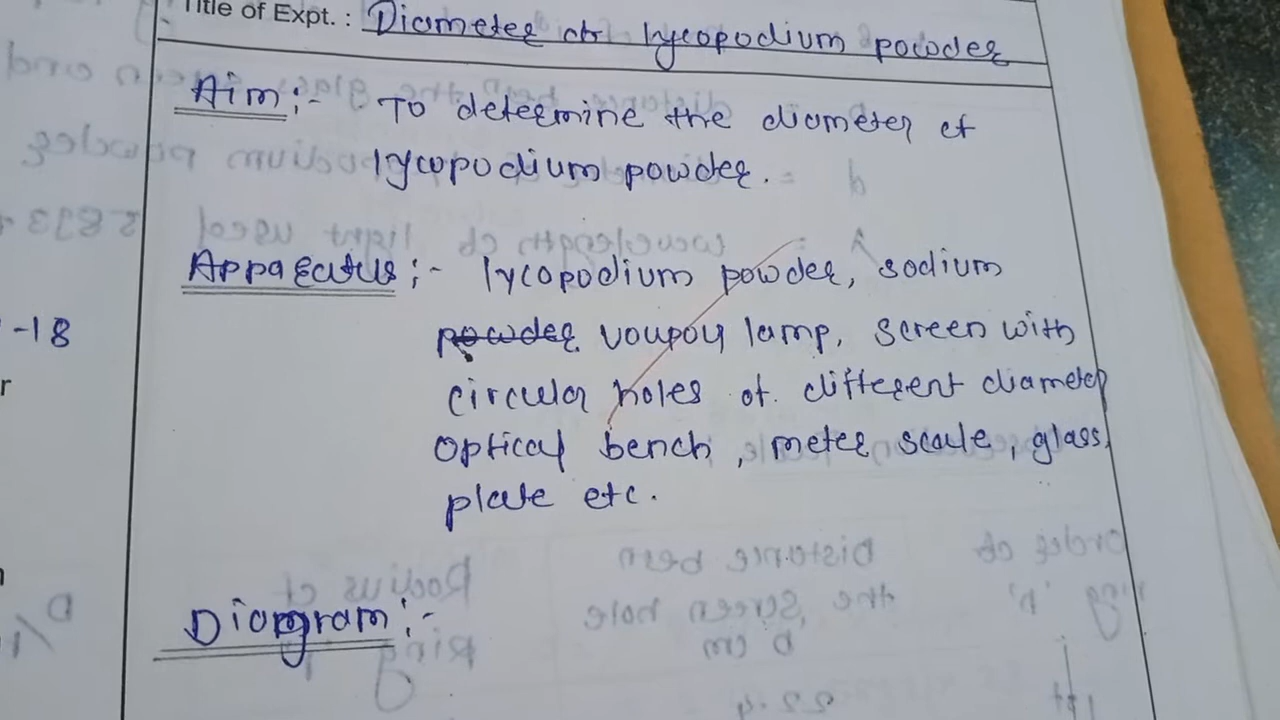 Title of Expt. : Diameter of lycopodium powder
Aim :- To determine the diameter of
lycopodium powder.
Apparatus :- lycopodium powder, sodium
powder voupou lamp, screen with
circular holes of different diameter
optical bench, meter scale, glass
plate etc.
-18
r
Diagram :-